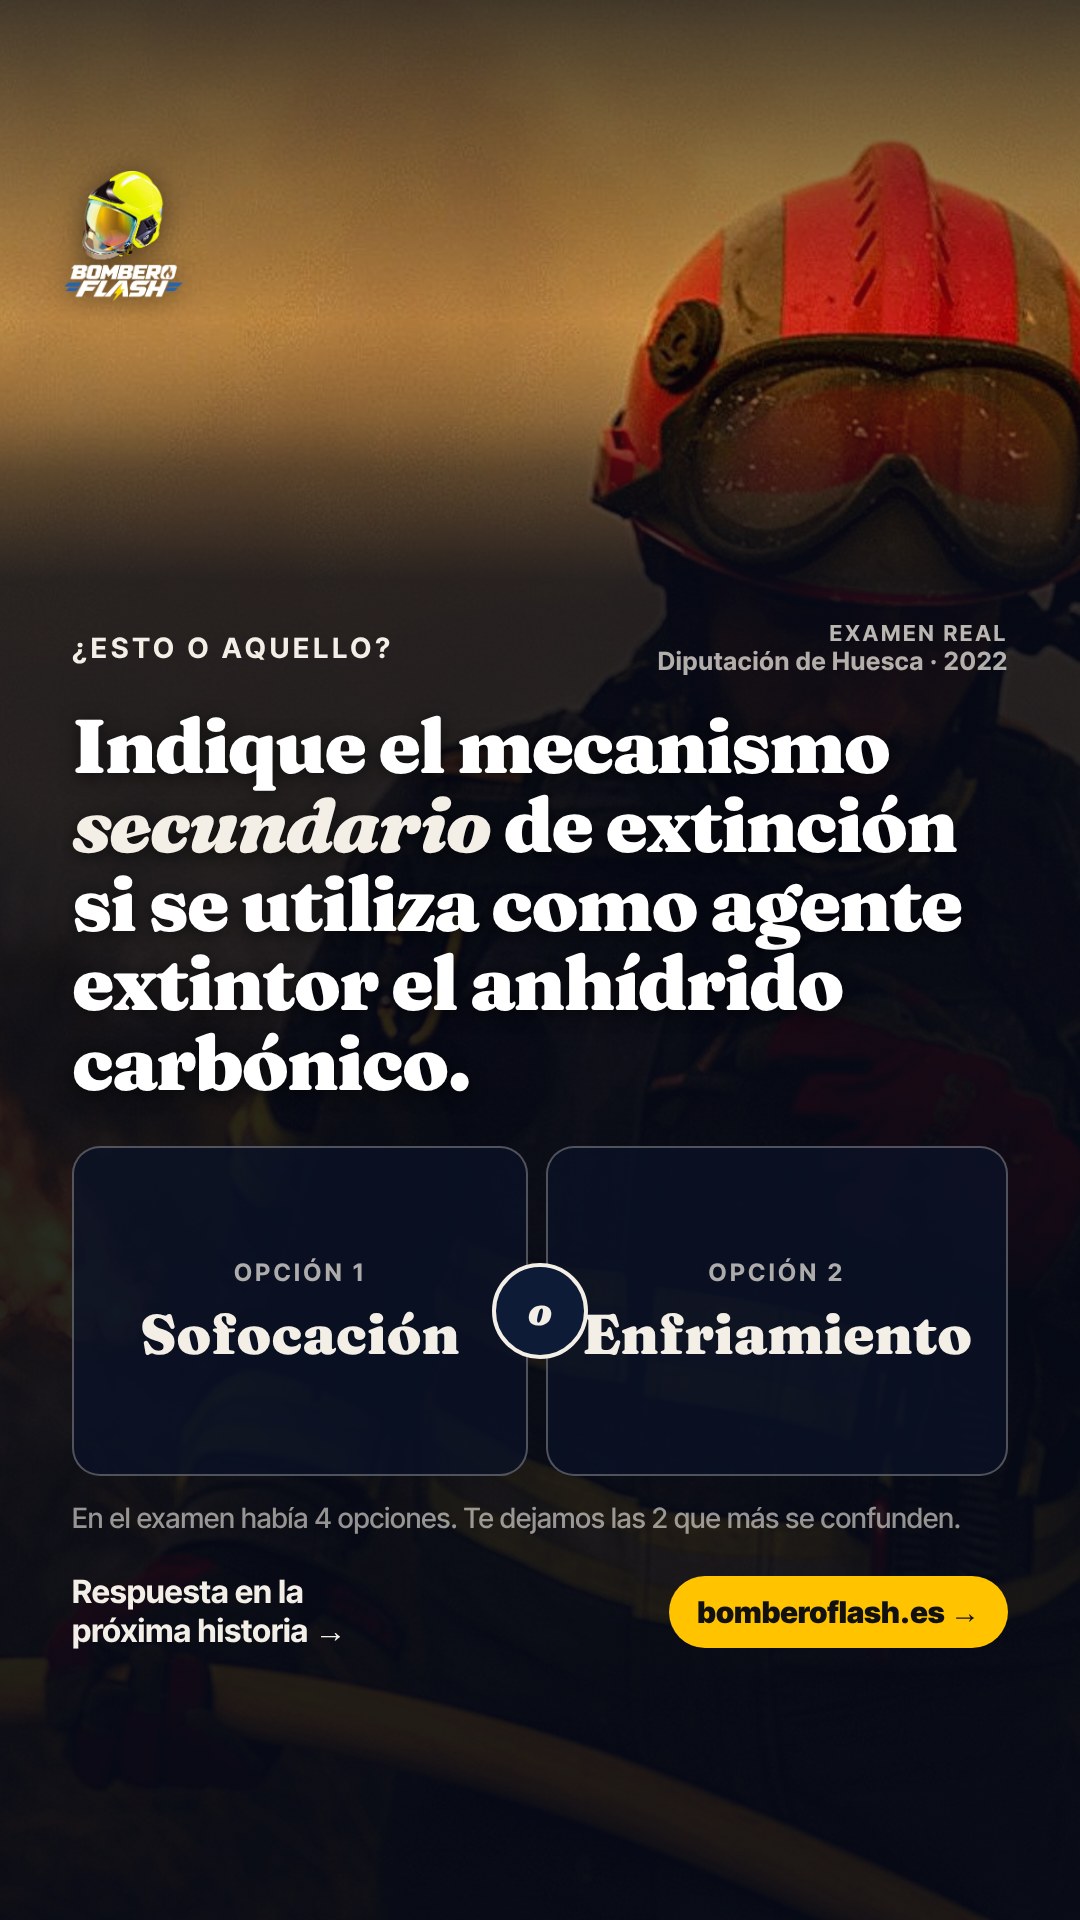 BOMBERO
FLASH
¿ESTO O AQUELLO?
EXAMEN REAL
Diputación de Huesca · 2022
Indique el mecanismo
secundario de extinción
si se utiliza como agente
extintor el anhídrido
carbónico.
OPCIÓN 1
Sofocación
o
OPCIÓN 2
Enfriamiento
En el examen había 4 opciones. Te dejamos las 2 que más se confunden.
Respuesta en la
próxima historia →
bomberoflash.es →